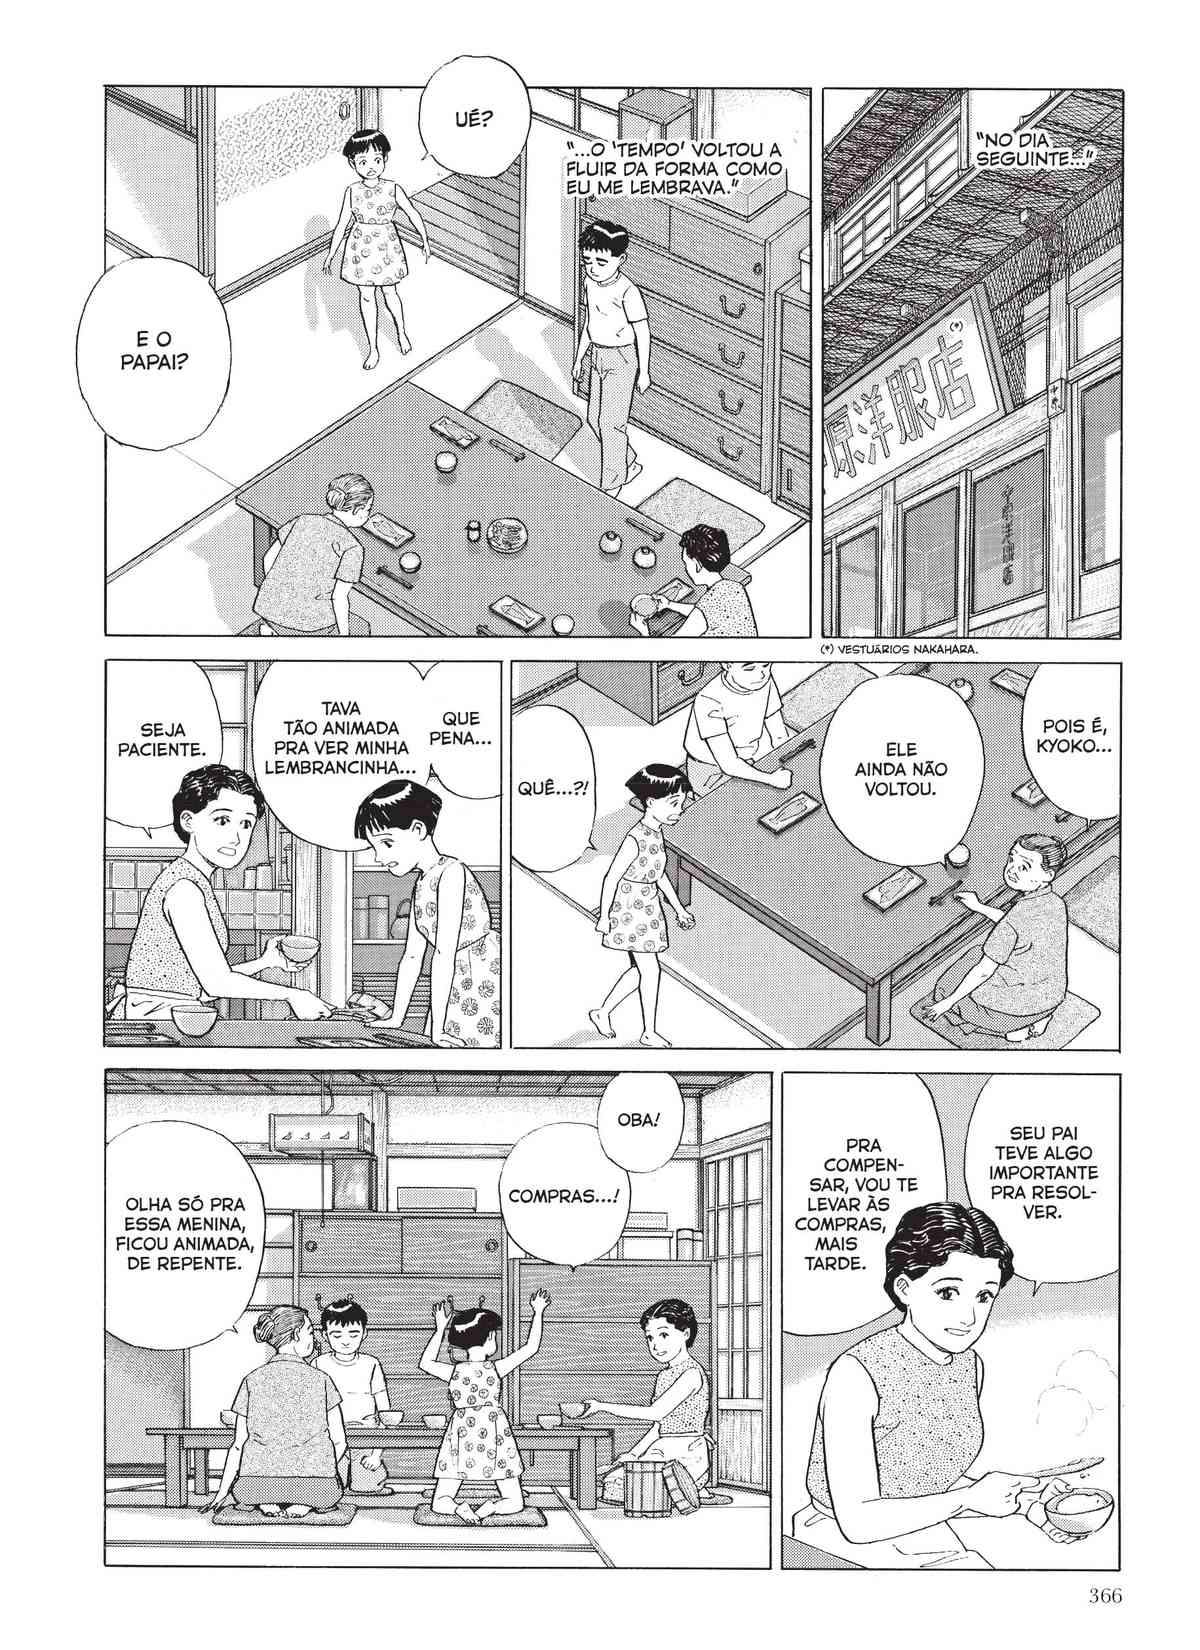 "NO DIA
SEGUINTE..."
(*)
原洋服店
(*) VESTUÁRIOS NAKAHARA.
"...O 'TEMPO' VOLTOU A
FLUIR DA FORMA COMO
EU ME LEMBRAVA."
UÉ?
E O
PAPAI?
POIS É,
KYOKO...
ELE
AINDA NÃO
VOLTOU.
QUÊ...?!
QUE
PENA...
TAVA
TÃO ANIMADA
PRA VER MINHA
LEMBRANCINHA...
SEJA
PACIENTE.
SEU PAI
TEVE ALGO
IMPORTANTE
PRA RESOL-
VER.
PRA
COMPEN-
SAR, VOU TE
LEVAR ÀS
COMPRAS,
MAIS
TARDE.
OBA!
COMPRAS...!
OLHA SÓ PRA
ESSA MENINA,
FICOU ANIMADA,
DE REPENTE.
366